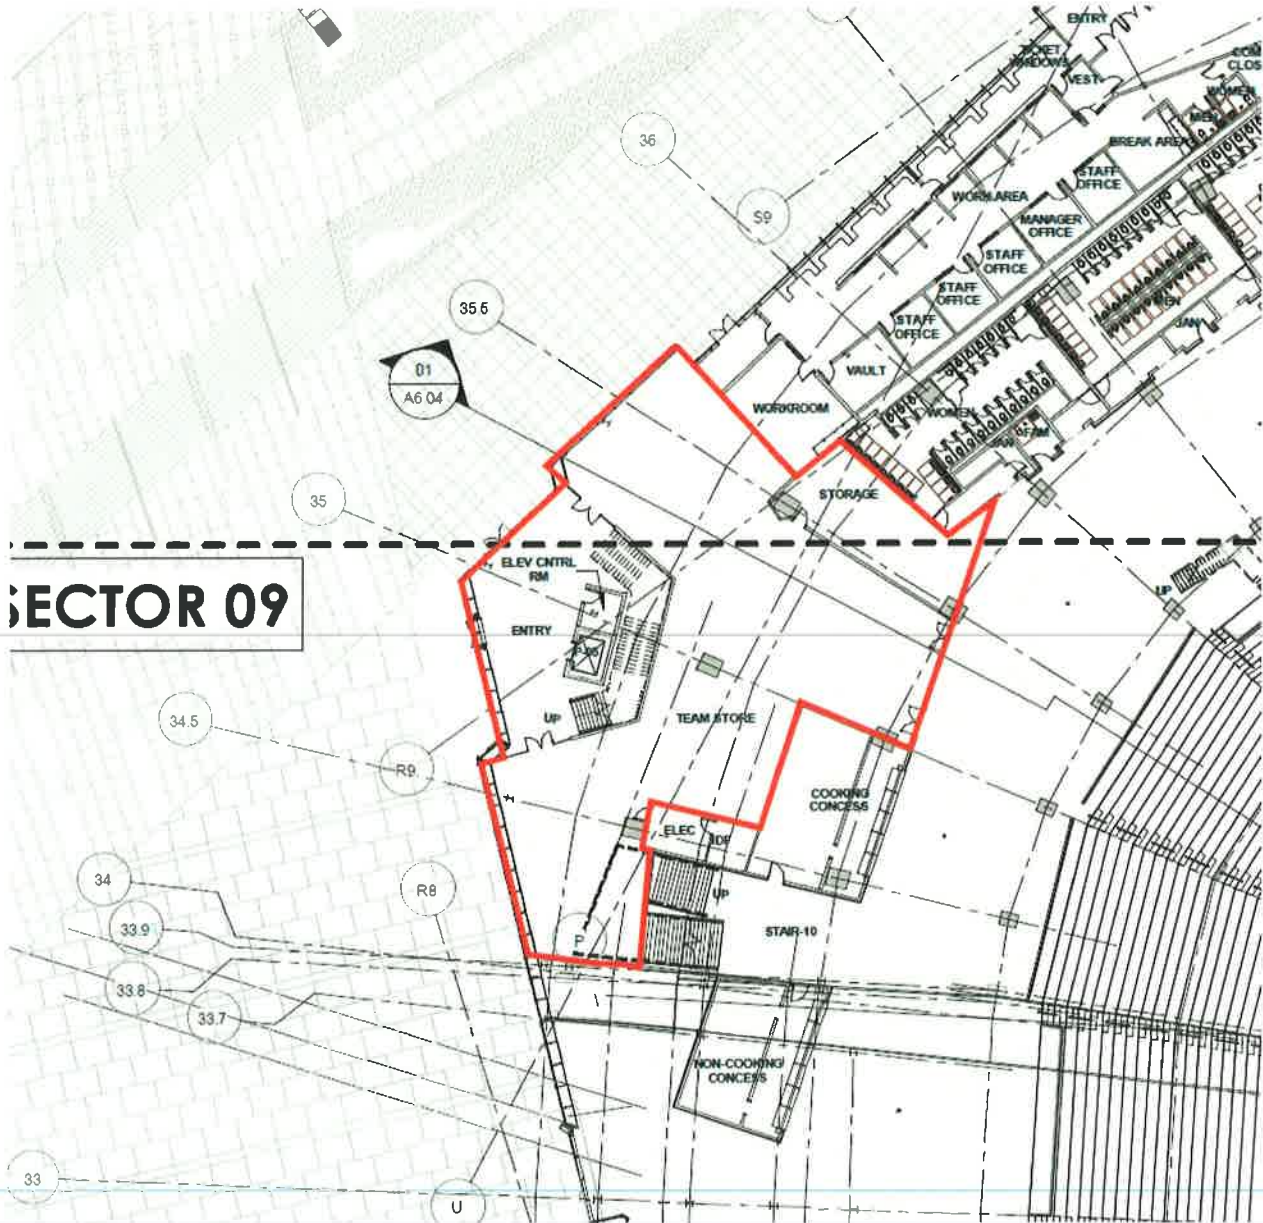 ENTRY
TICKET
WINDOWS
VEST
COM
CLOS
WOMEN
MEN
BREAK AREA
36
STAFF
OFFICE
WORK AREA
S9
MANAGER
OFFICE
STAFF
OFFICE
STAFF
OFFICE
STAFF
OFFICE
MEN
JAN
35.5
01
A6 04
VAULT
WORKROOM
WOMEN
JAN
FAM
35
STORAGE
SECTOR 09
ELEV CNTRL
RM
ENTRY
UP
34.5
UP
TEAM STORE
R9
COOKING
CONCESS
ELEC
IDF
34
R8
UP
33.9
P
STAIR-10
33.8
33.7
NON-COOKING
CONCESS
33
U